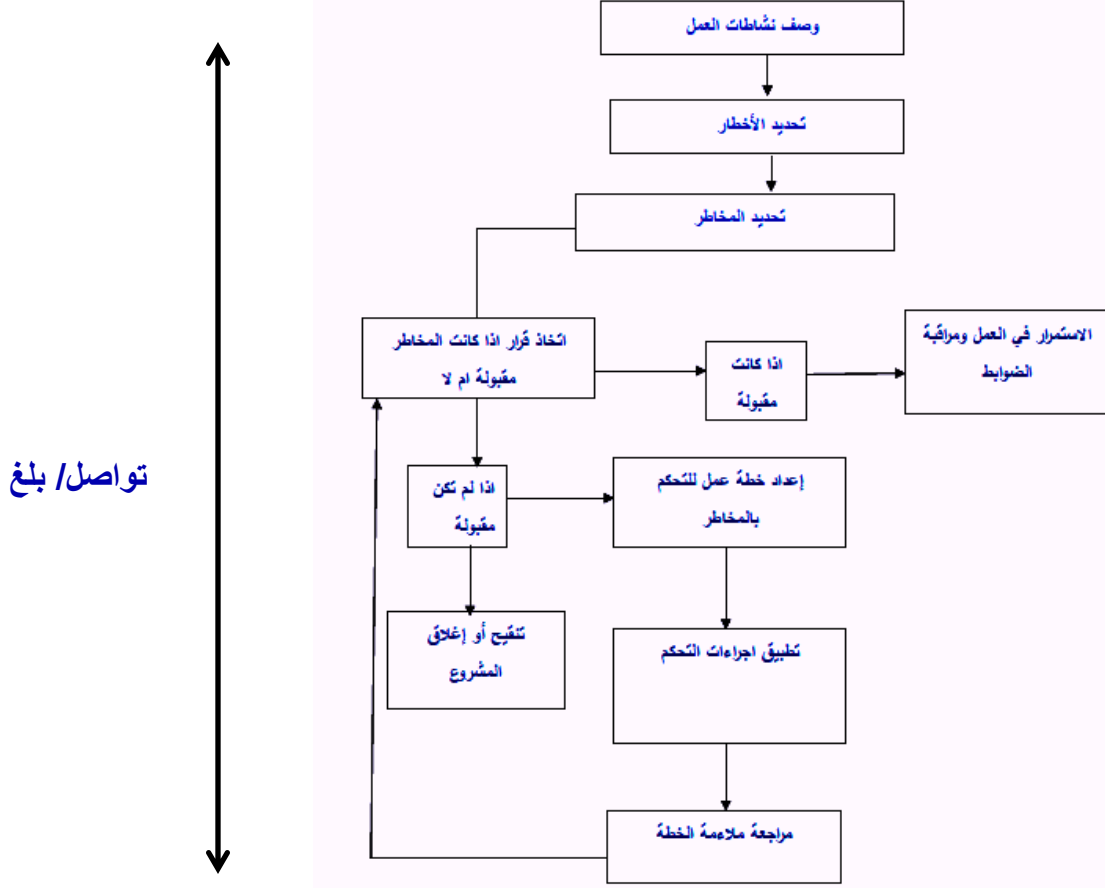 وصف نشاطات العمل
تحديد الأخطار
تحديد المخاطر
اتخاذ قرار اذا كانت المخاطر
مقبولة ام لا
اذا كانت
مقبولة
الاستمرار في العمل ومراقبة
الضوابط
تواصل/ بلغ
اذا لم تكن
مقبولة
إعداد خطة عمل للتحكم
بالمخاطر
تنقيح أو إغلاق
المشروع
تطبيق اجراءات التحكم
مراجعة ملاءمة الخطة